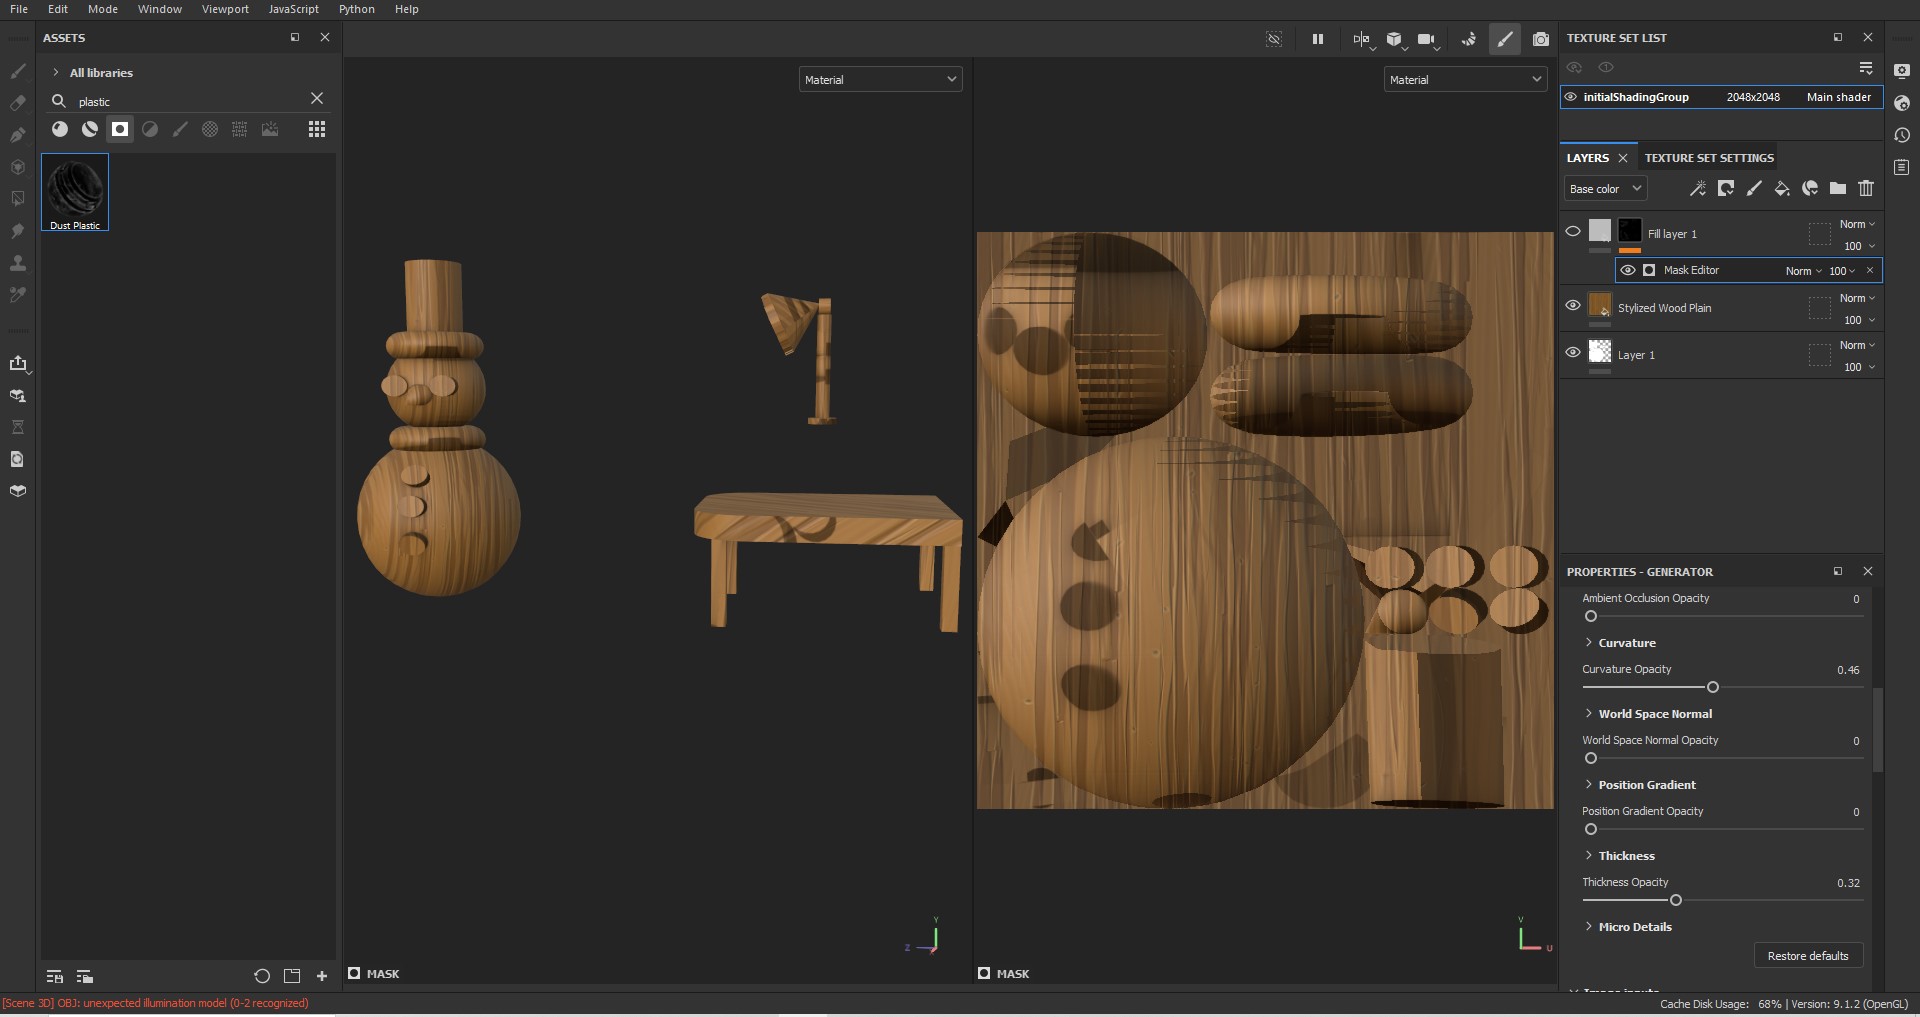 File Edit Mode Window Viewport JavaScript Python Help
ASSETS
All libraries
plastic
Dust Plastic
Material
Material
Y
Z
V
U
MASK
MASK
TEXTURE SET LIST
initialShadingGroup 2048x2048 Main shader
LAYERS TEXTURE SET SETTINGS
Base color
Fill layer 1 Norm
100
Mask Editor Norm 100
Stylized Wood Plain Norm
100
Layer 1 Norm
100
PROPERTIES - GENERATOR
Ambient Occlusion Opacity 0
Curvature
Curvature Opacity 0.46
World Space Normal
World Space Normal Opacity 0
Position Gradient
Position Gradient Opacity 0
Thickness
Thickness Opacity 0.32
Micro Details
Restore defaults
Image inputs
[Scene 3D] OBJ: unexpected illumination model (0-2 recognized)
Cache Disk Usage: 68% | Version: 9.1.2 (OpenGL)